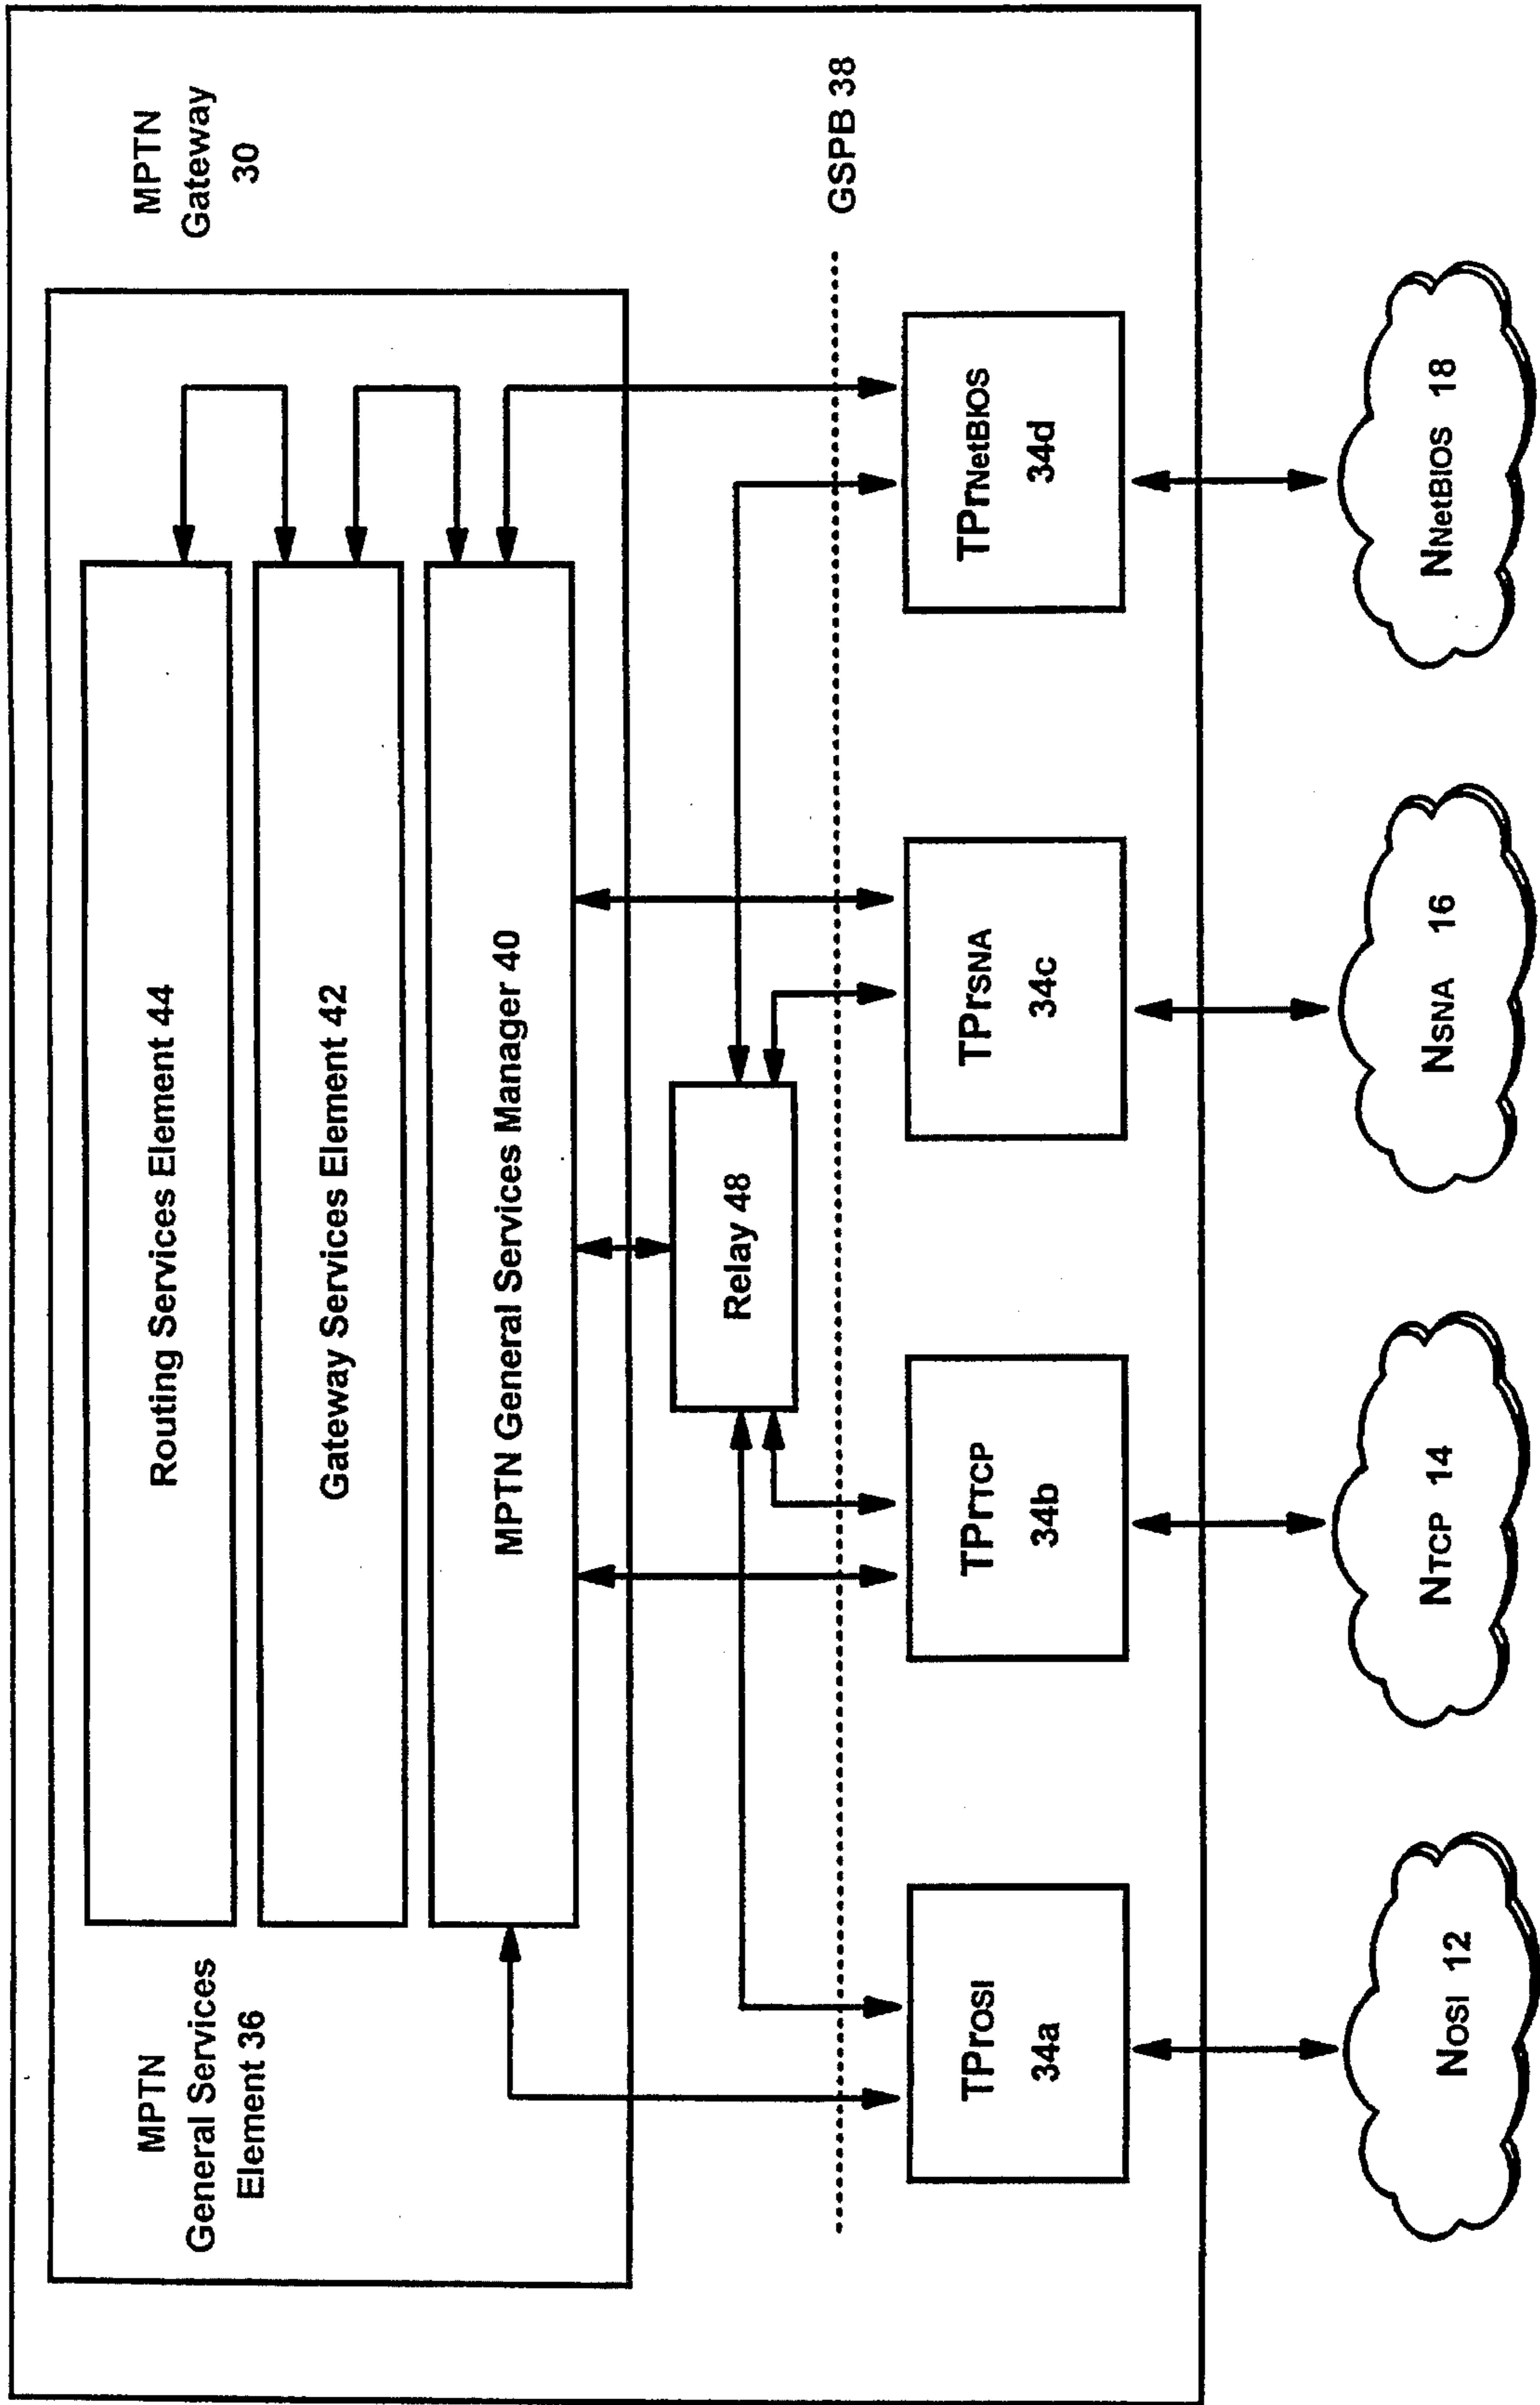 MPTN
Gateway
30
MPTN
General Services
Element 36
Routing Services Element 44
Gateway Services Element 42
MPTN General Services Manager 40
Relay 48
GSPB 38
TPrOSI
34a
TPrTCP
34b
TPrSNA
34c
TPrNetBIOS
34d
NOSI 12
NTCP 14
NSNA 16
NNetBIOS 18